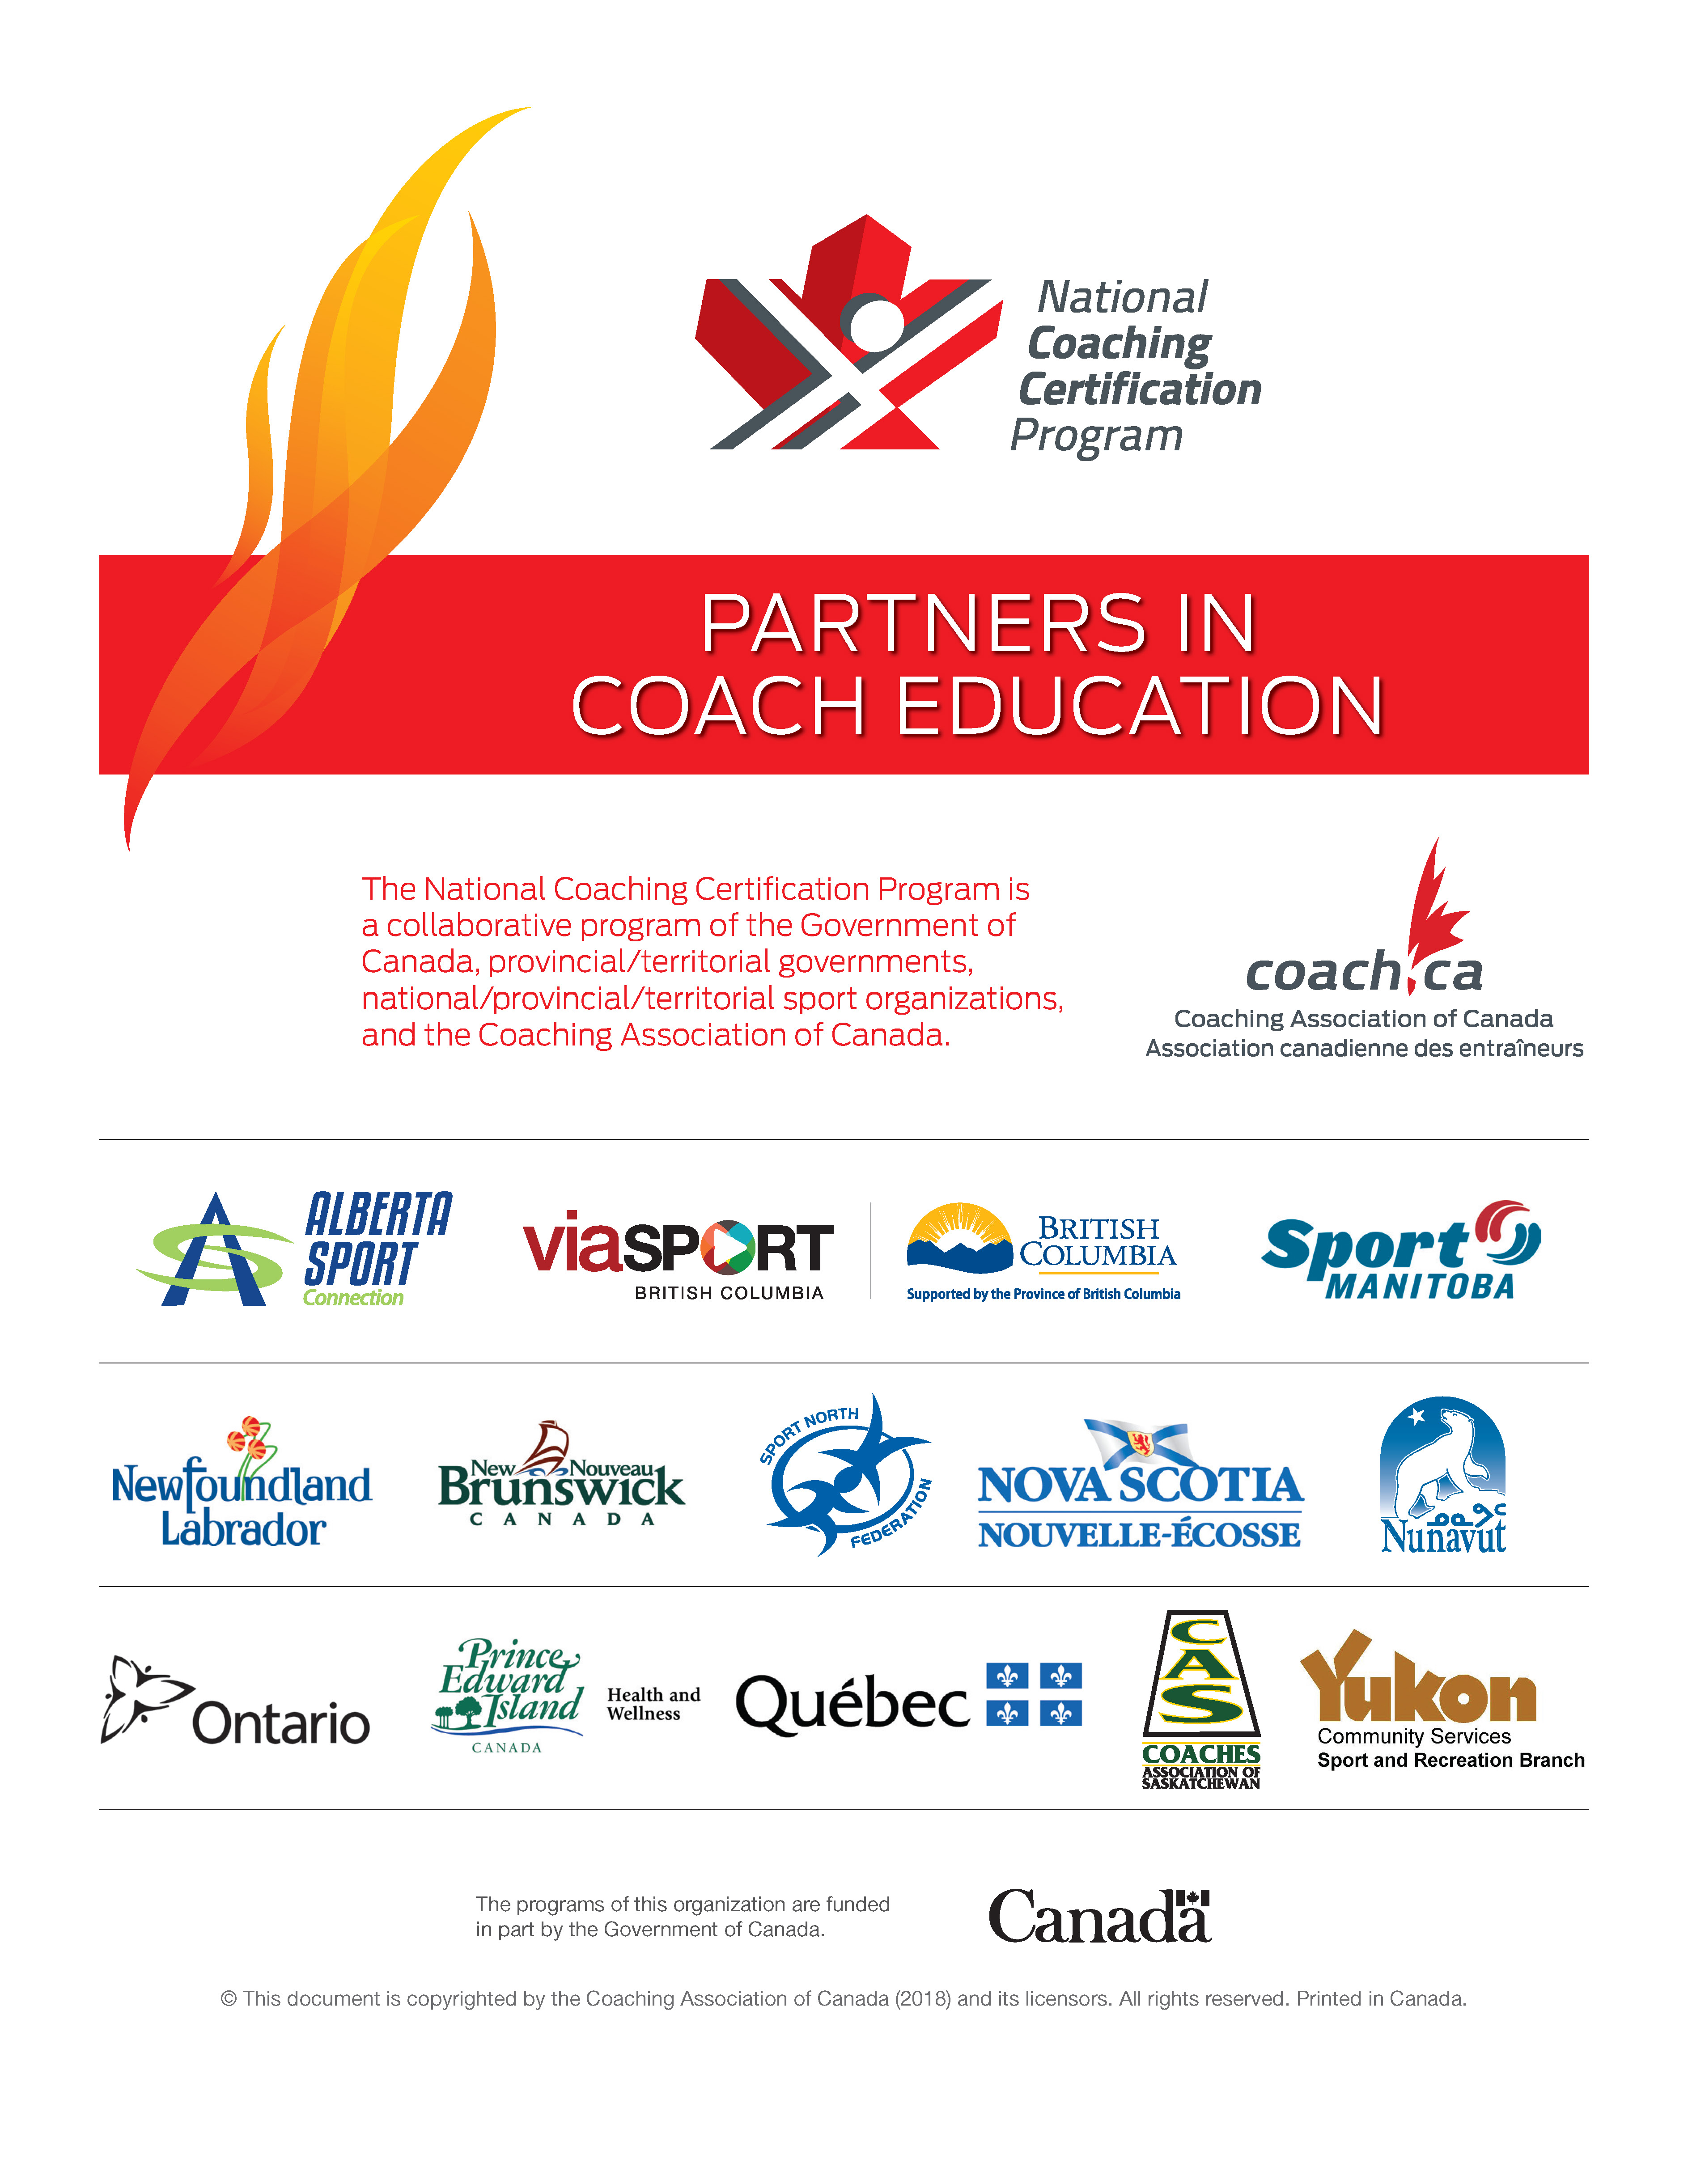 National
Coaching
Certification
Program
PARTNERS IN
COACH EDUCATION
The National Coaching Certification Program is
a collaborative program of the Government of
Canada, provincial/territorial governments,
national/provincial/territorial sport organizations,
and the Coaching Association of Canada.
coach.ca
Coaching Association of Canada
Association canadienne des entraîneurs
ALBERTA
SPORT
Connection
viaSPORT
BRITISH COLUMBIA
BRITISH
COLUMBIA
Supported by the Province of British Columbia
Sport
MANITOBA
Newfoundland
Labrador
New Nouveau
Brunswick
CANADA
SPORT NORTH
FEDERATION
NOVA SCOTIA
NOUVELLE-ÉCOSSE
ᓄᓇᕗᑦ
Nunavut
Ontario
Prince
Edward
Island
CANADA
Health and
Wellness
Québec
CAS
COACHES
ASSOCIATION OF
SASKATCHEWAN
Yukon
Community Services
Sport and Recreation Branch
The programs of this organization are funded
in part by the Government of Canada.
Canada
© This document is copyrighted by the Coaching Association of Canada (2018) and its licensors. All rights reserved. Printed in Canada.